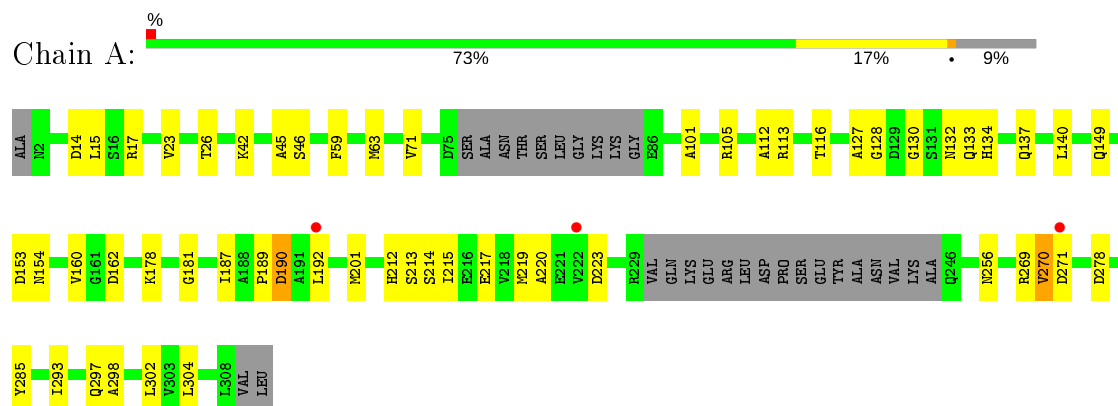 %
Chain A:
73% 17% • 9%
ALA N2 D14 L15 S16 R17 V23 T26 K42 A45 S46 F59 M63 V71 D75 SER ALA ASN THR SER LEU GLY LYS LYS GLY E86 A101 R105 A112 R113 T116 A127 G128 D129 G130 S131 N132 Q133 H134 Q137 L140 Q149
D153 N154 V160 G161 D162 K178 G181 I187 A188 P189 D190 A191 L192 M201 H212 S213 S214 I215 E216 E217 V218 M219 A220 E221 V222 D223 R229 VAL GLN LYS GLU ARG LEU ASP PRO SER GLU TYR ALA ASN VAL LYS ALA Q246 N256 R269 V270 D271 D278
Y285 I293 Q297 A298 L302 V303 L304 L308 VAL LEU